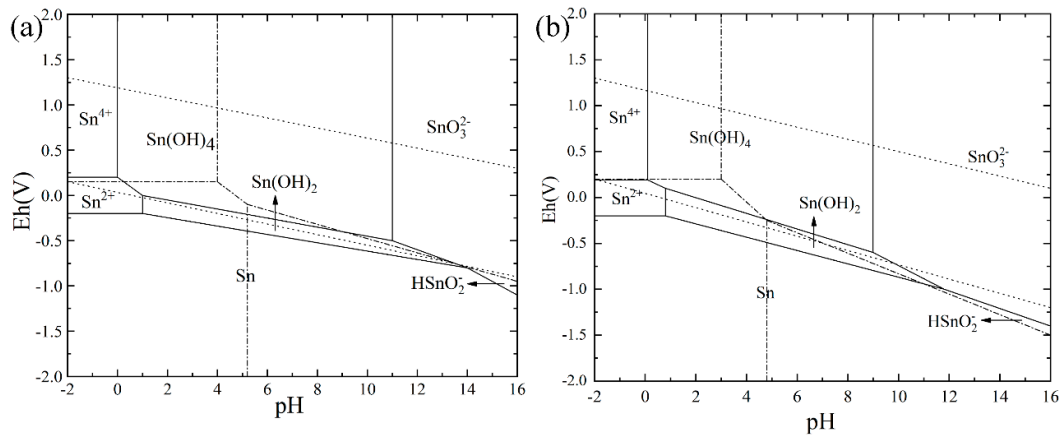 (a)
2.0
1.5
1.0
0.5
0.0
-0.5
-1.0
-1.5
-2.0
Eh(V)
Sn⁴⁺
Sn(OH)₄
SnO₃²⁻
Sn²⁺
Sn(OH)₂
Sn
HSnO₂⁻
-2 0 2 4 6 8 10 12 14 16
pH
(b)
2.0
1.5
1.0
0.5
0.0
-0.5
-1.0
-1.5
-2.0
Eh(V)
Sn⁴⁺
Sn(OH)₄
SnO₃²⁻
Sn²⁺
Sn(OH)₂
Sn
HSnO₂⁻
-2 0 2 4 6 8 10 12 14 16
pH